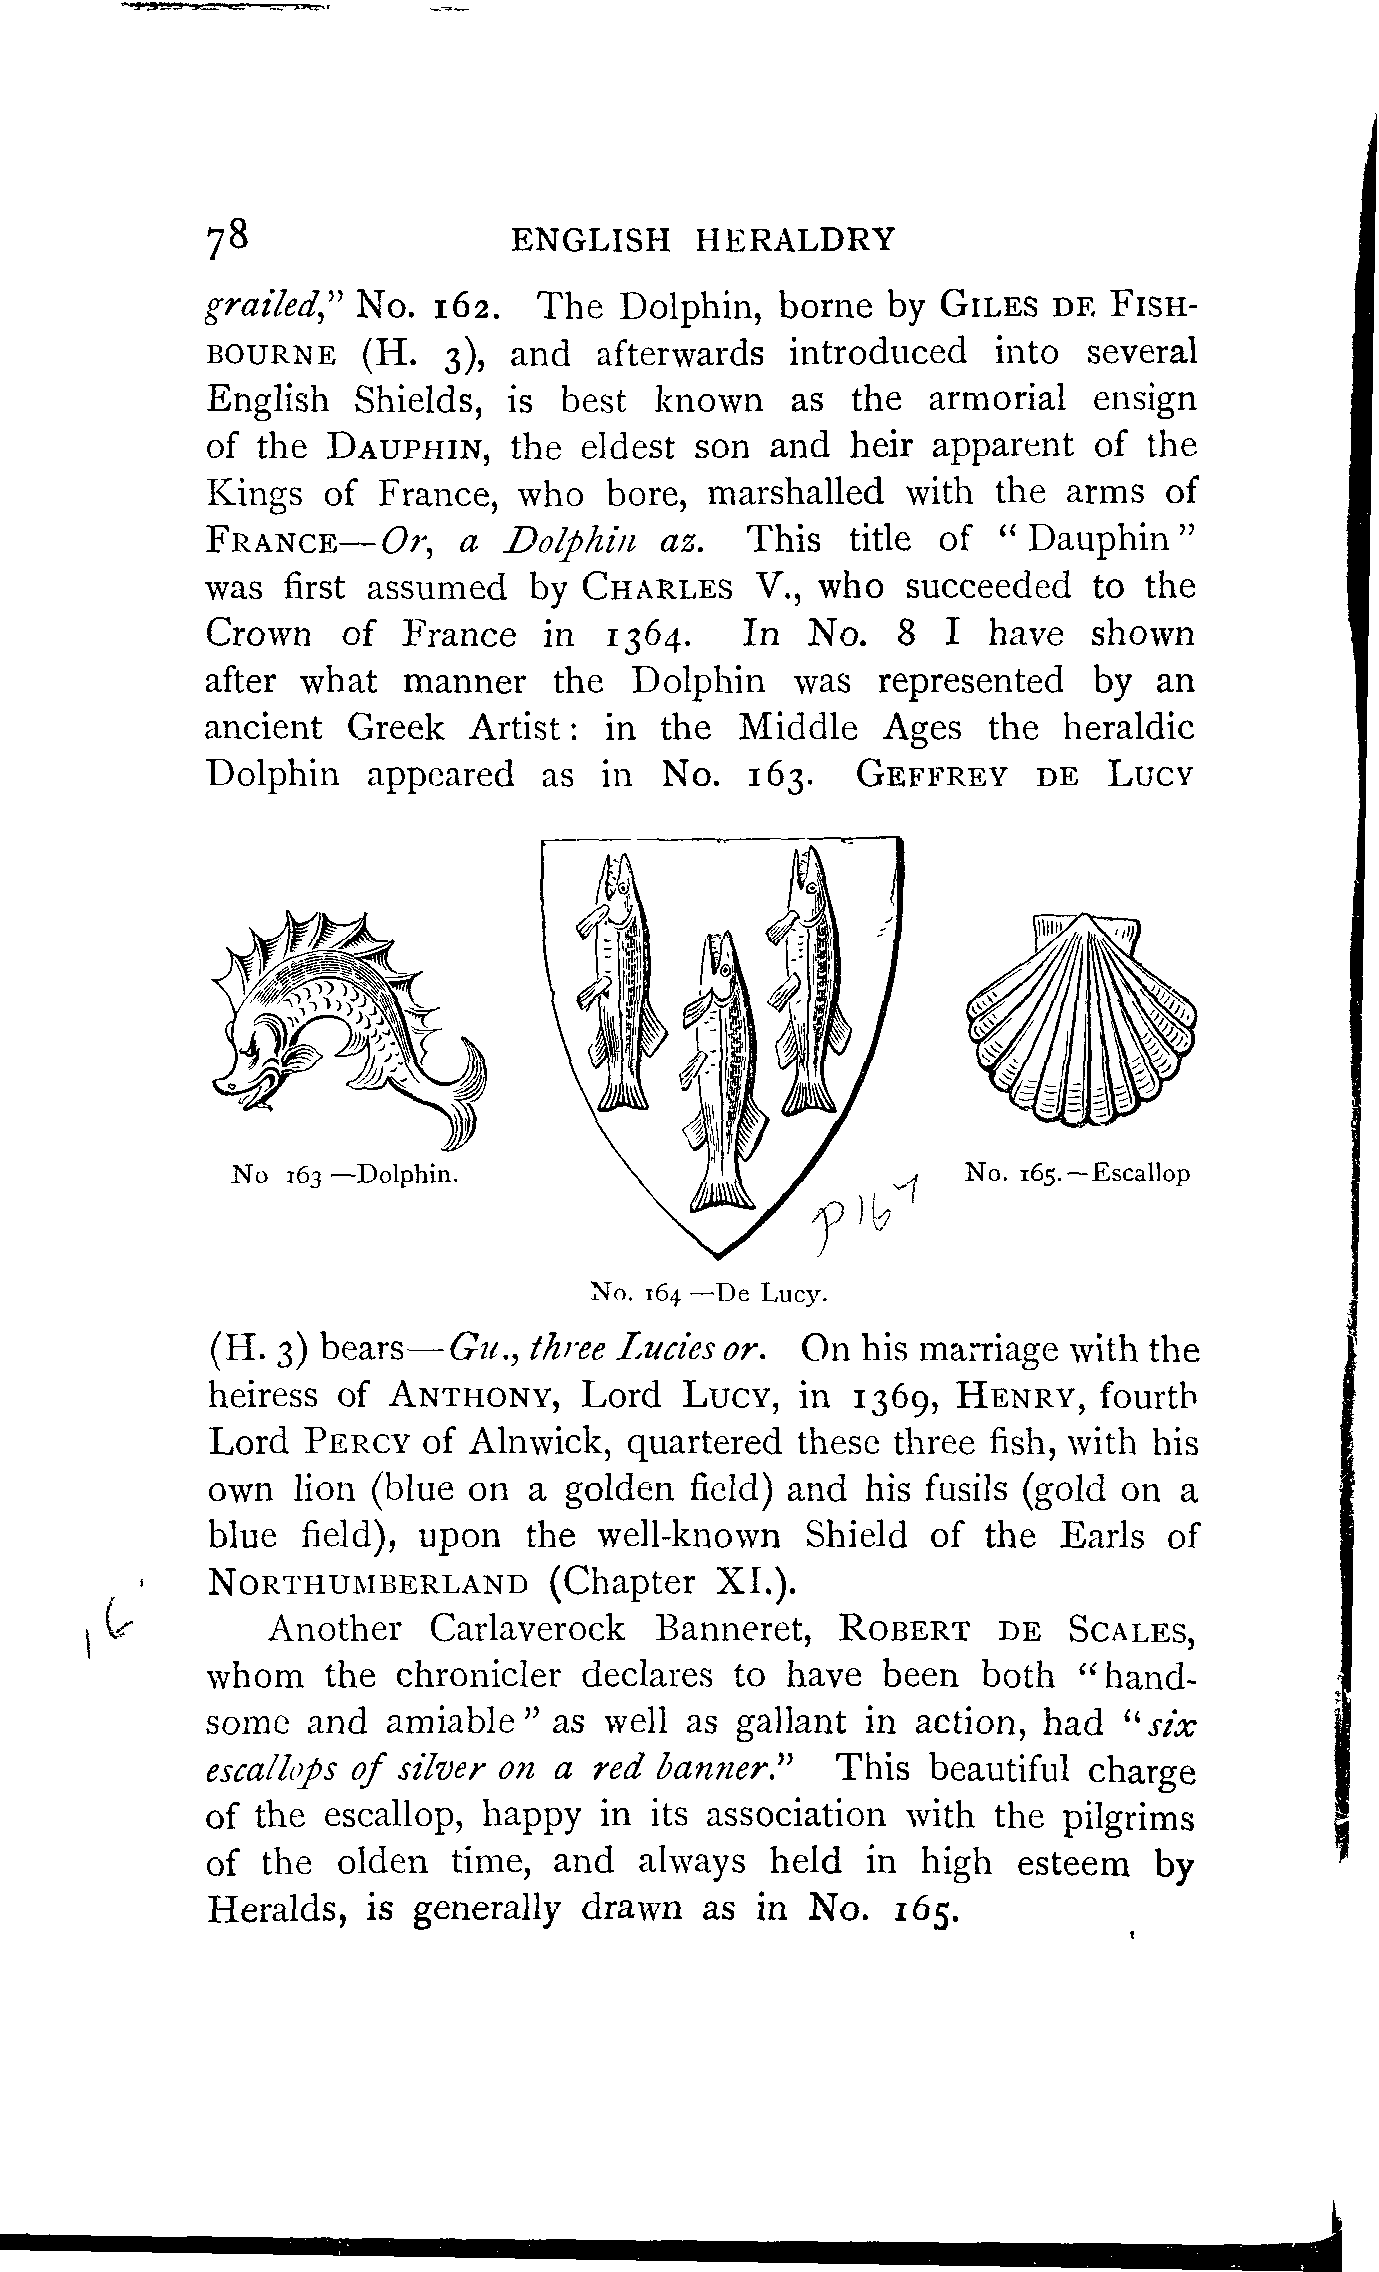 78 ENGLISH HERALDRY
grailed," No. 162. The Dolphin, borne by GILES DE FISH-
BOURNE (H. 3), and afterwards introduced into several
English Shields, is best known as the armorial ensign
of the DAUPHIN, the eldest son and heir apparent of the
Kings of France, who bore, marshalled with the arms of
FRANCE—Or, a Dolphin az. This title of "Dauphin"
was first assumed by CHARLES V., who succeeded to the
Crown of France in 1364. In No. 8 I have shown
after what manner the Dolphin was represented by an
ancient Greek Artist: in the Middle Ages the heraldic
Dolphin appeared as in No. 163. GEFFREY DE LUCY
No 163 —Dolphin.
No. 165.—Escallop
p 167
No. 164 —De Lucy.
(H. 3) bears—Gu., three Lucies or. On his marriage with the
heiress of ANTHONY, Lord LUCY, in 1369, HENRY, fourth
Lord PERCY of Alnwick, quartered these three fish, with his
own lion (blue on a golden field) and his fusils (gold on a
blue field), upon the well-known Shield of the Earls of
NORTHUMBERLAND (Chapter XI.).
Another Carlaverock Banneret, ROBERT DE SCALES,
whom the chronicler declares to have been both "hand-
some and amiable" as well as gallant in action, had "six
escallops of silver on a red banner." This beautiful charge
of the escallop, happy in its association with the pilgrims
of the olden time, and always held in high esteem by
Heralds, is generally drawn as in No. 165.